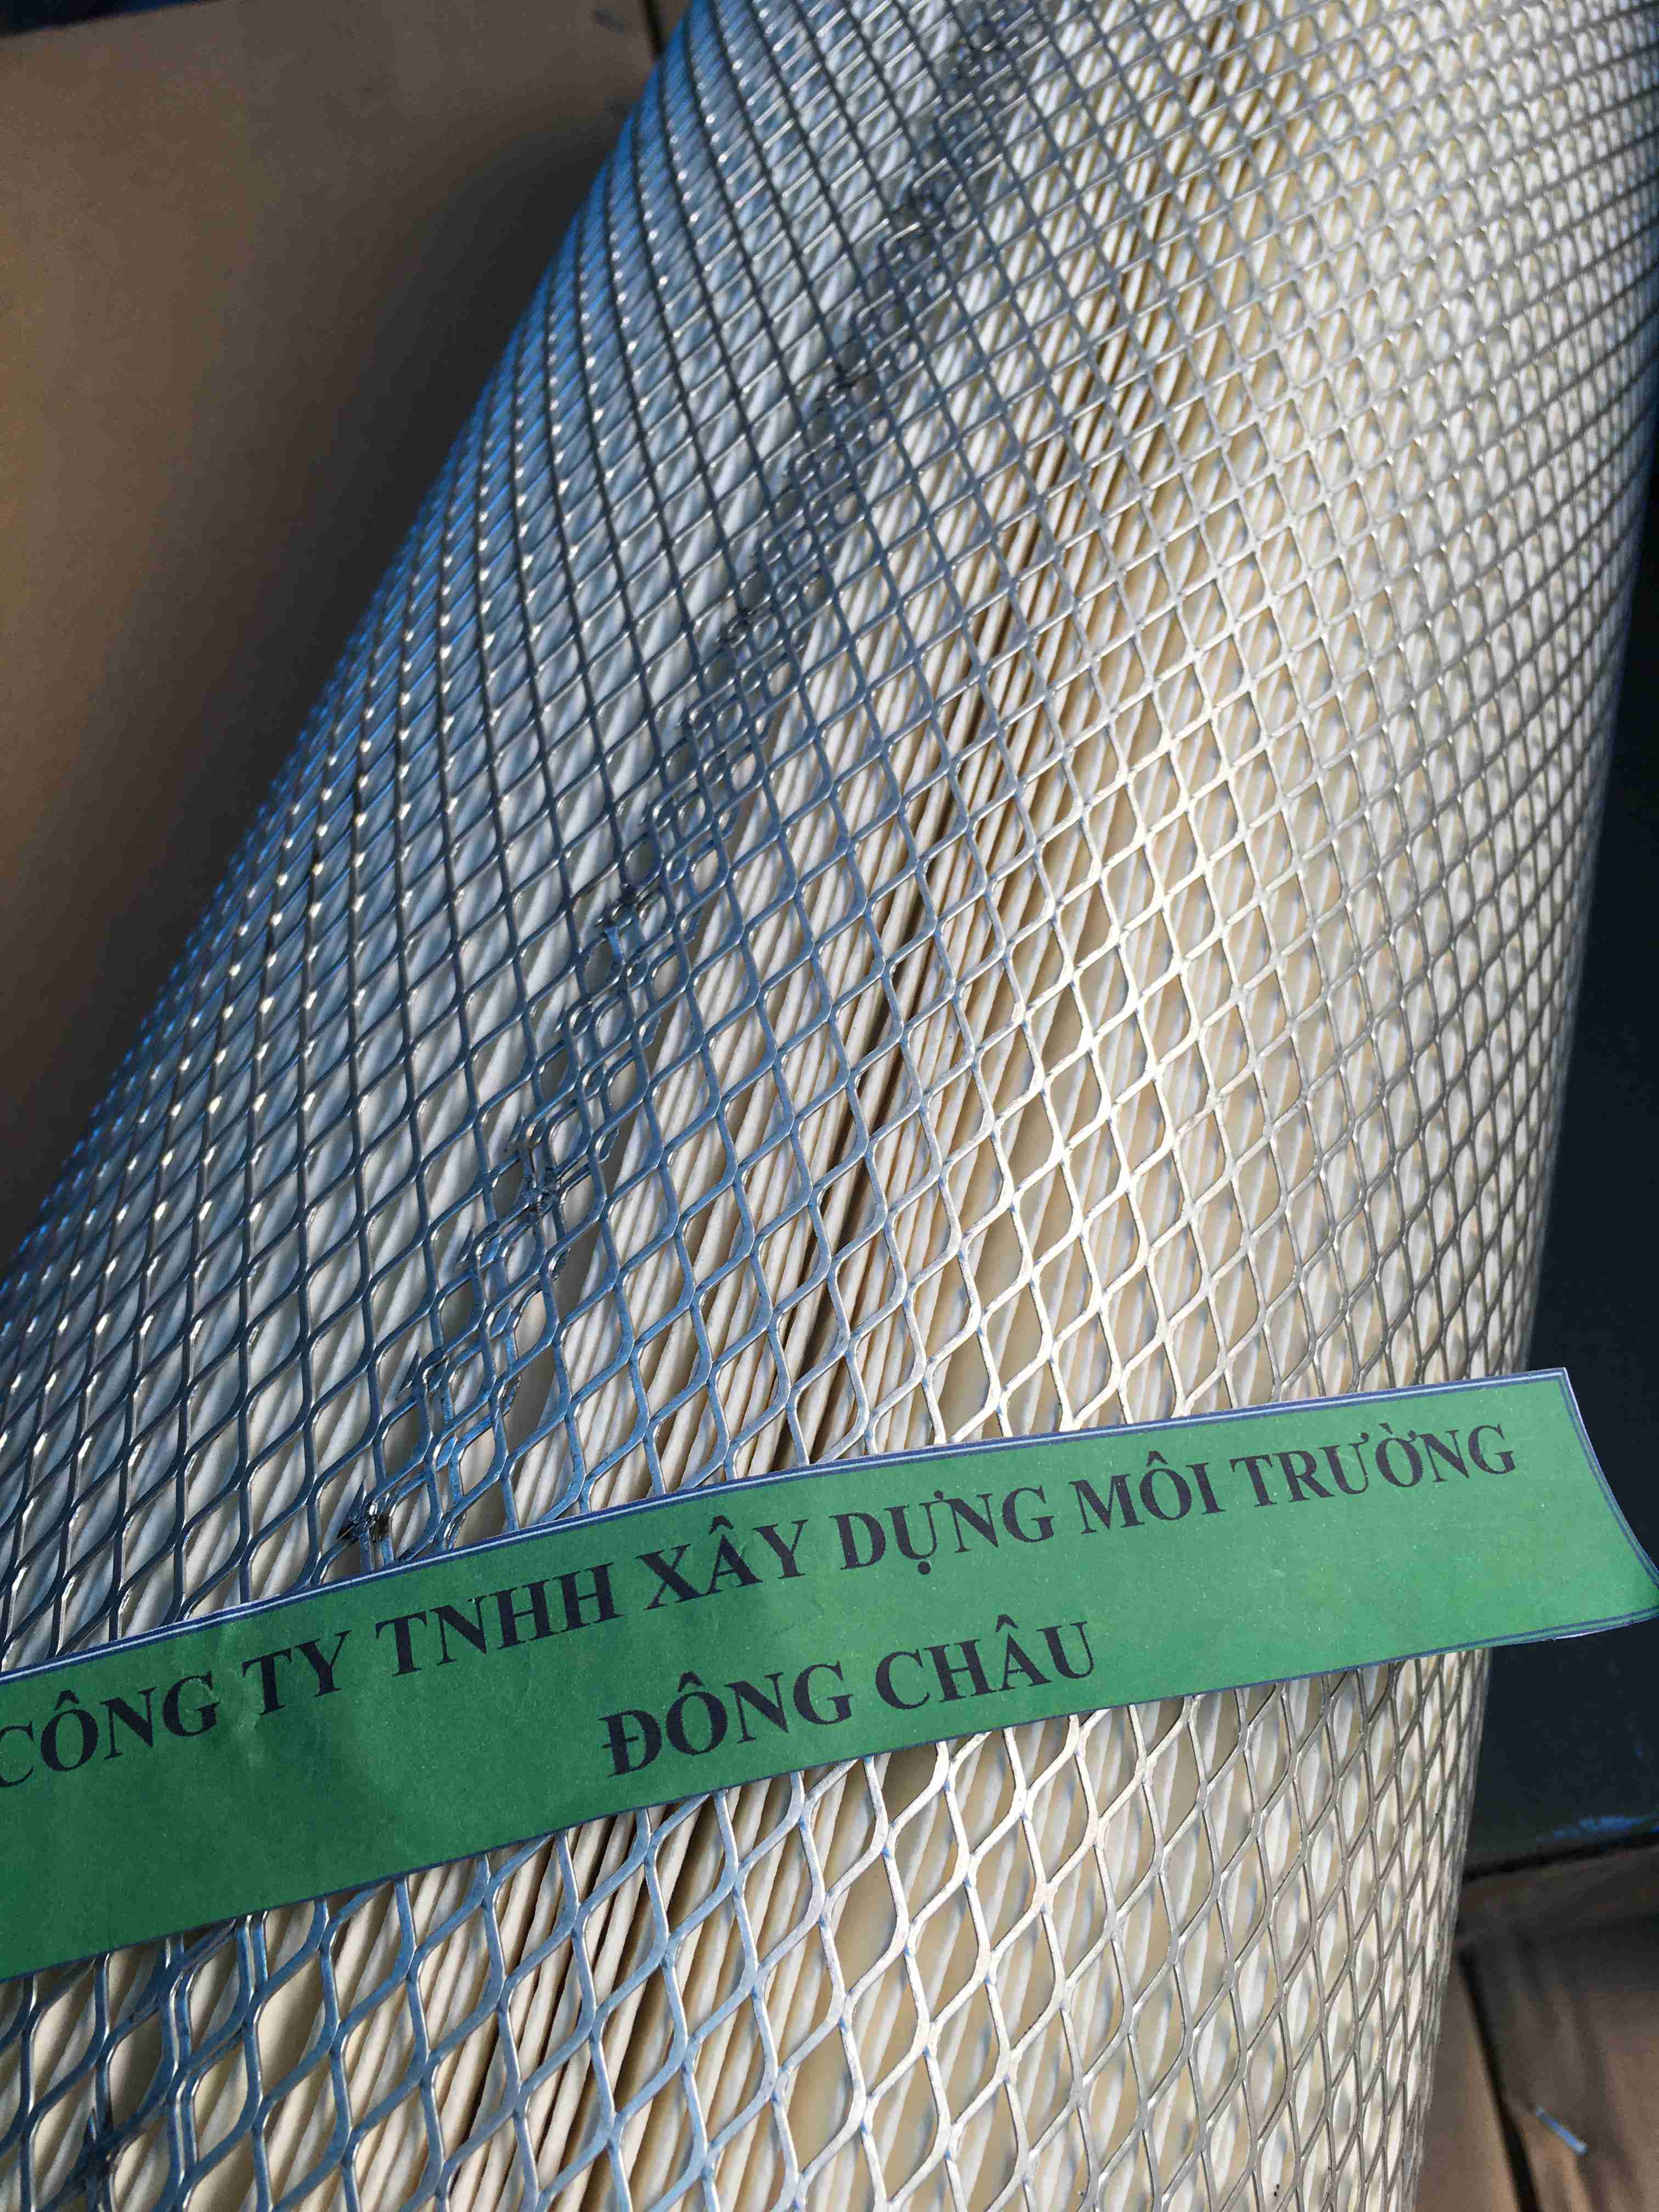 CÔNG TY TNHH XÂY DỰNG MÔI TRƯỜNG
ĐÔNG CHÂU